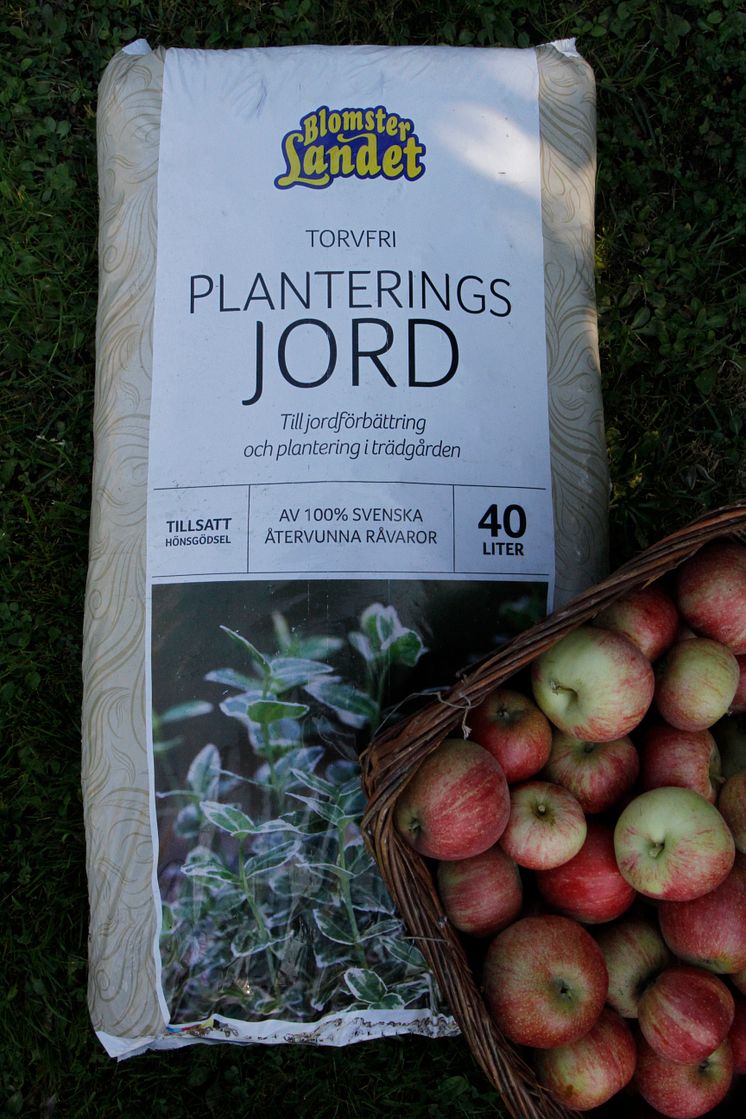 Blomster
Landet
TORVFRI
PLANTERINGS
JORD
Till jordförbättring
och plantering i trädgården
TILLSATT
HÖNSGÖDSEL
AV 100% SVENSKA
ÅTERVUNNA RÅVAROR
40
LITER